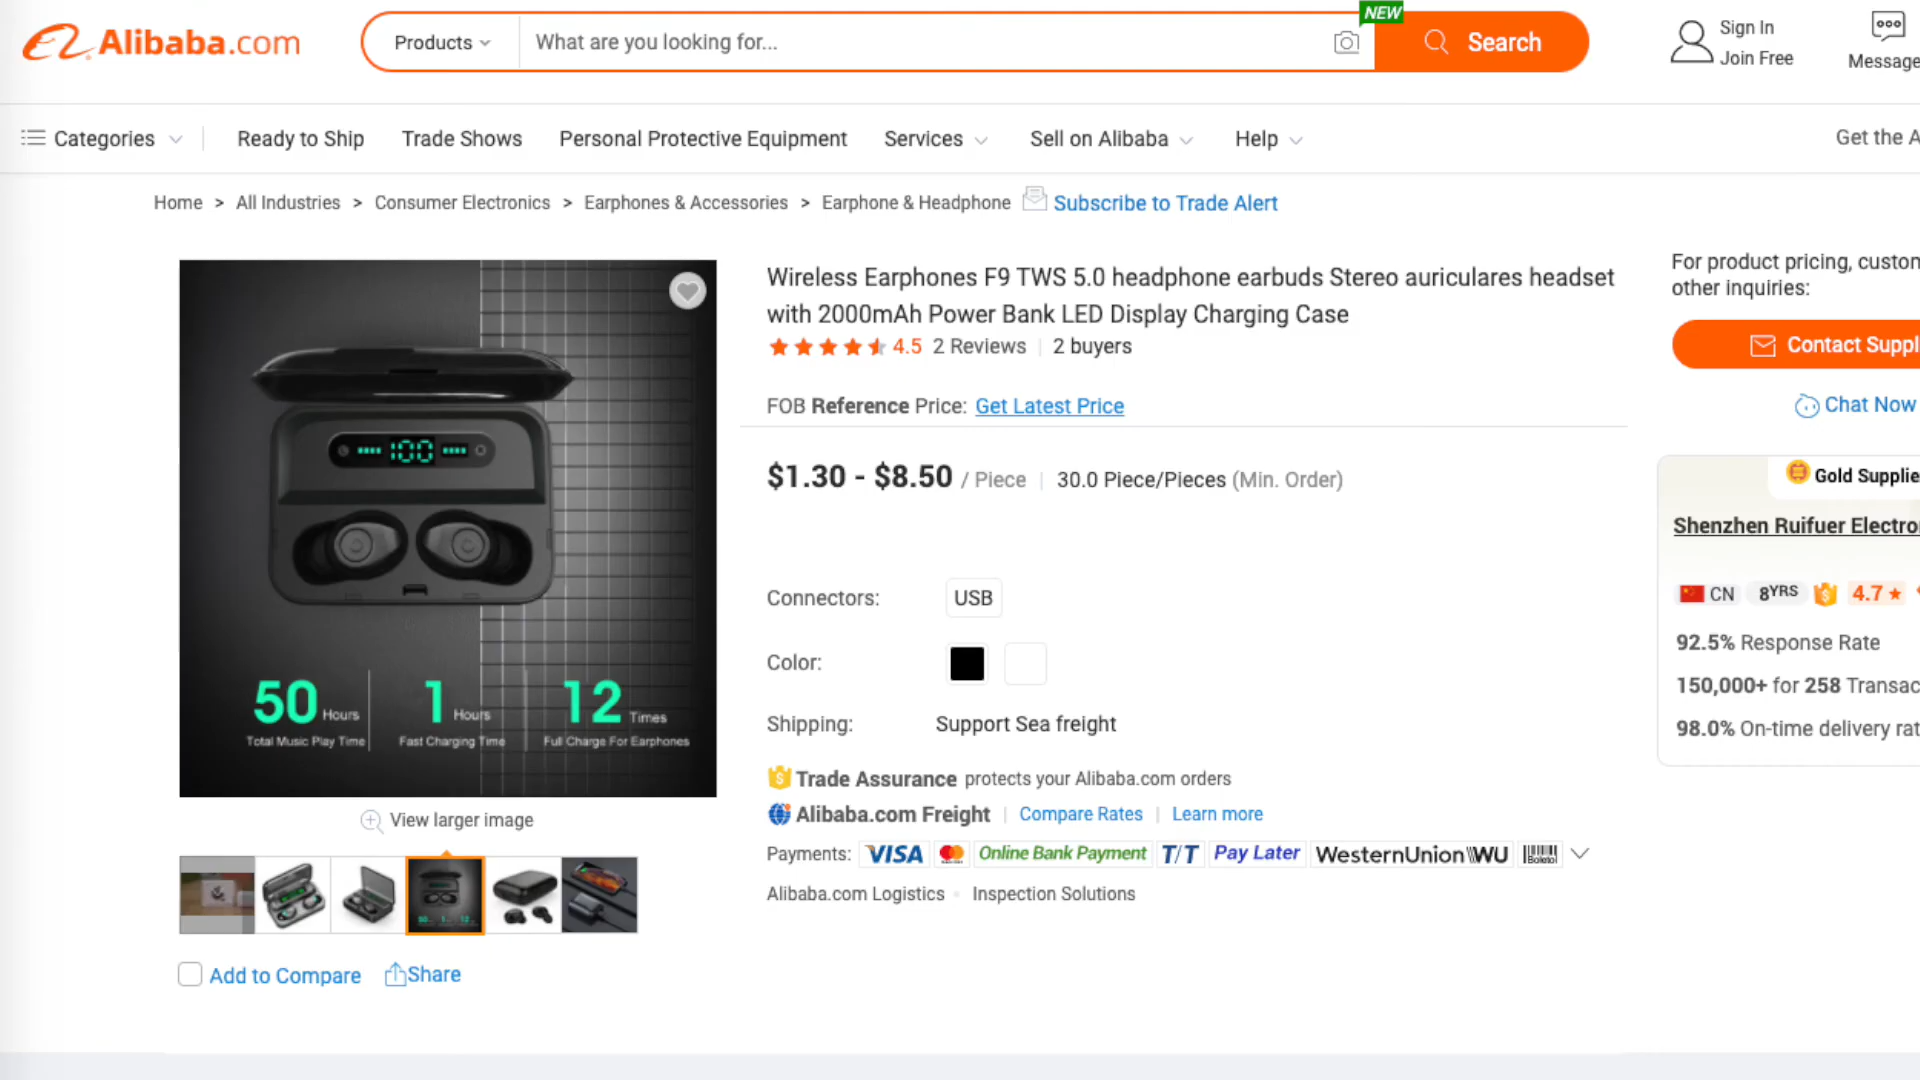 Alibaba.com
Products
What are you looking for...
NEW
Search
Sign In
Join Free
Message
Categories
Ready to Ship
Trade Shows
Personal Protective Equipment
Services
Sell on Alibaba
Help
Get the A
Home > All Industries > Consumer Electronics > Earphones & Accessories > Earphone & Headphone
Subscribe to Trade Alert
100
50 Hours
Total Music Play Time
1 Hours
Fast Charging Time
12 Times
Full Charge For Earphones
View larger image
Add to Compare
Share
Wireless Earphones F9 TWS 5.0 headphone earbuds Stereo auriculares headset
with 2000mAh Power Bank LED Display Charging Case
4.5 2 Reviews | 2 buyers
FOB Reference Price: Get Latest Price
$1.30 - $8.50 / Piece | 30.0 Piece/Pieces (Min. Order)
Connectors:
USB
Color:
Shipping:
Support Sea freight
Trade Assurance protects your Alibaba.com orders
Alibaba.com Freight | Compare Rates | Learn more
Payments: VISA Online Bank Payment T/T Pay Later WesternUnion WU Boleto
Alibaba.com Logistics
Inspection Solutions
For product pricing, custom
other inquiries:
Contact Suppl
Chat Now
Gold Supplie
Shenzhen Ruifuer Electro
CN 8YRS 4.7
92.5% Response Rate
150,000+ for 258 Transac
98.0% On-time delivery rat